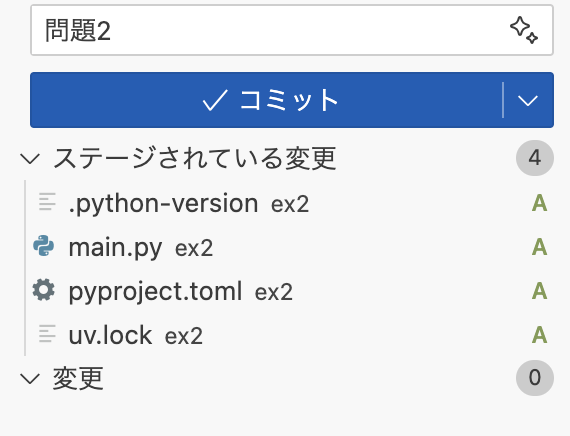 問題2
コミット
ステージされている変更 4
.python-version ex2 A
main.py ex2 A
pyproject.toml ex2 A
uv.lock ex2 A
変更 0